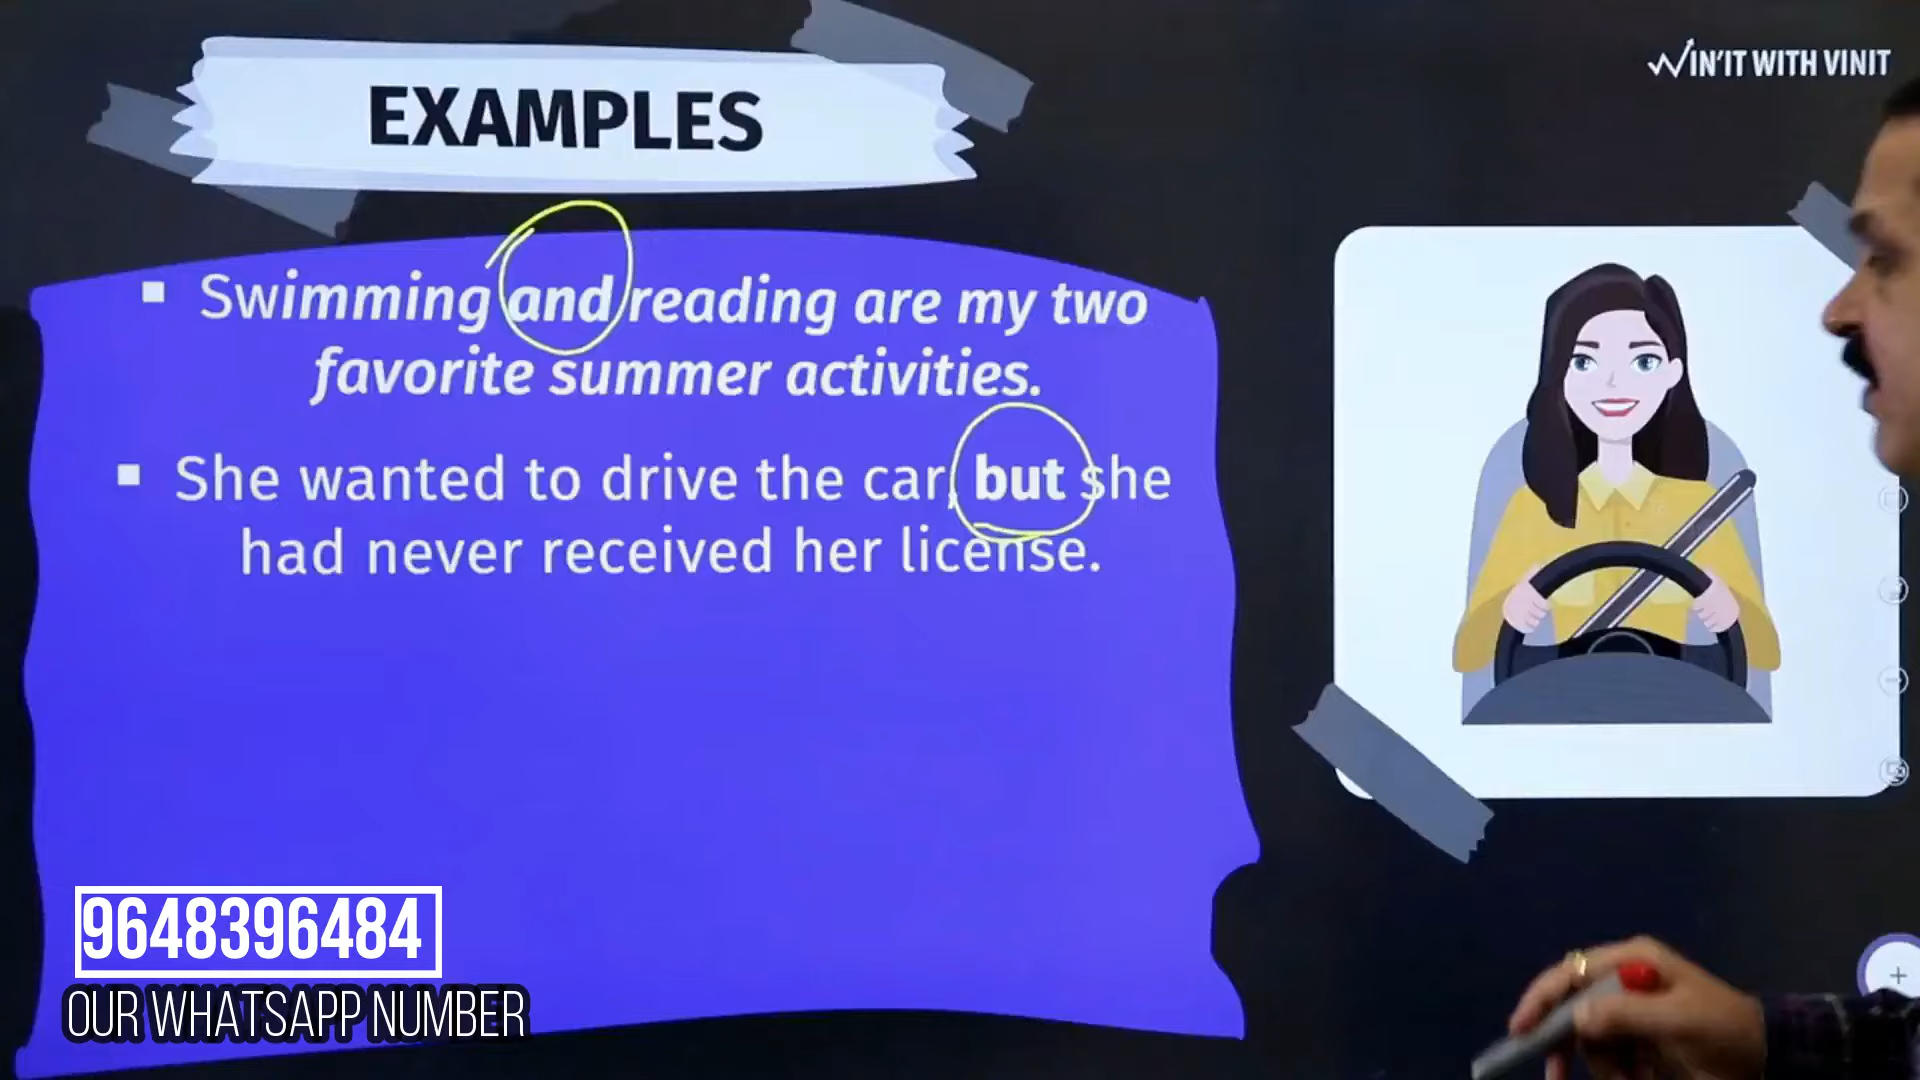 WIN'IT WITH VINIT
EXAMPLES
▪ Swimming and reading are my two
favorite summer activities.
▪ She wanted to drive the car, but she
had never received her license.
9648396484
OUR WHATSAPP NUMBER